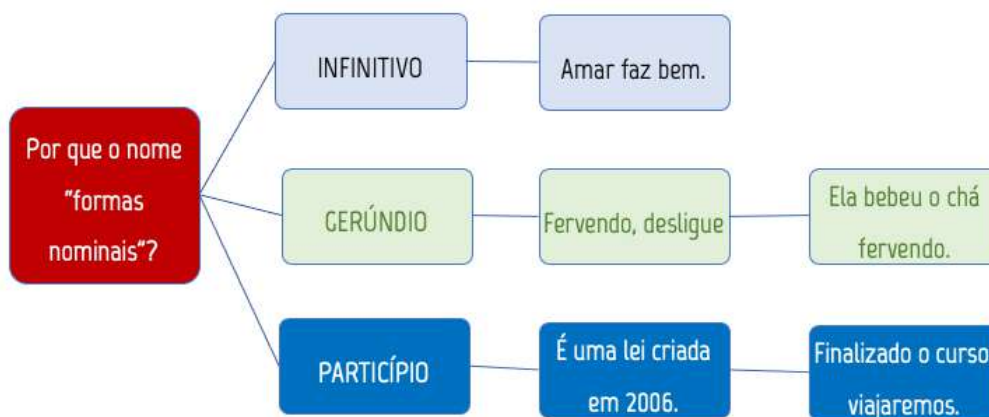 Por que o nome
"formas
nominais"?
INFINITIVO
Amar faz bem.
GERÚNDIO
Fervendo, desligue
Ela bebeu o chá
fervendo.
PARTICÍPIO
É uma lei criada
em 2006.
Finalizado o curso
viajaremos.